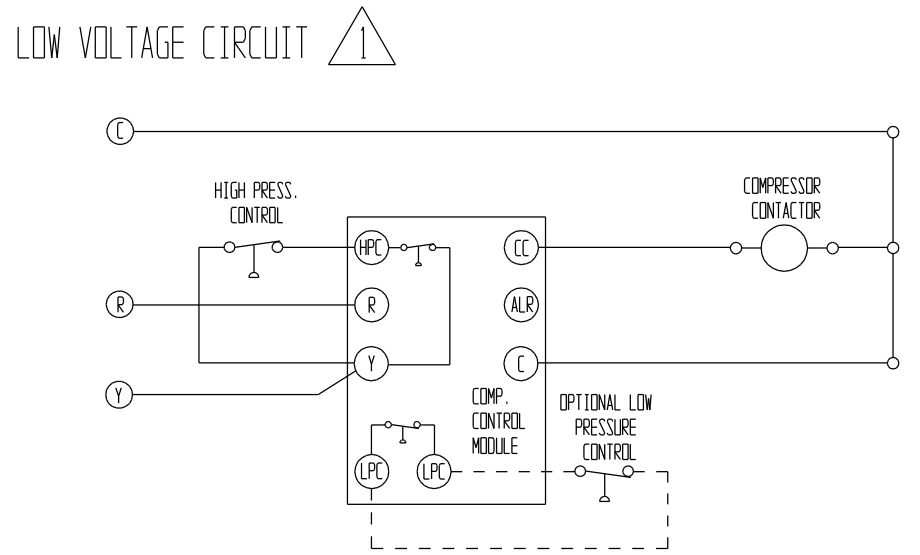 LOW VOLTAGE CIRCUIT 1
C
HIGH PRESS.
CONTROL
COMPRESSOR
CONTACTOR
HPC
CC
R
R
ALR
Y
C
Y
COMP.
CONTROL
MODULE
OPTIONAL LOW
PRESSURE
CONTROL
LPC
LPC